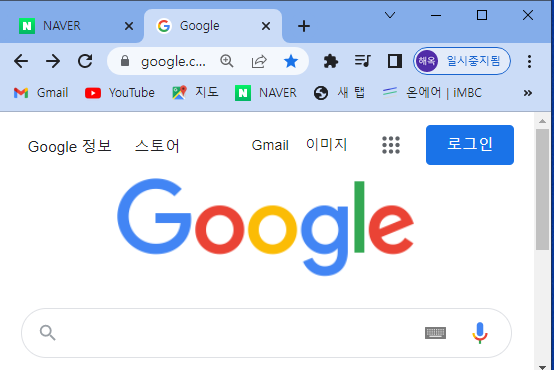 NAVER Google
google.c... 해옥 일시중지됨
Gmail YouTube 지도 NAVER 새 탭 온에어 | iMBC »
Google 정보 스토어 Gmail 이미지 로그인
Google